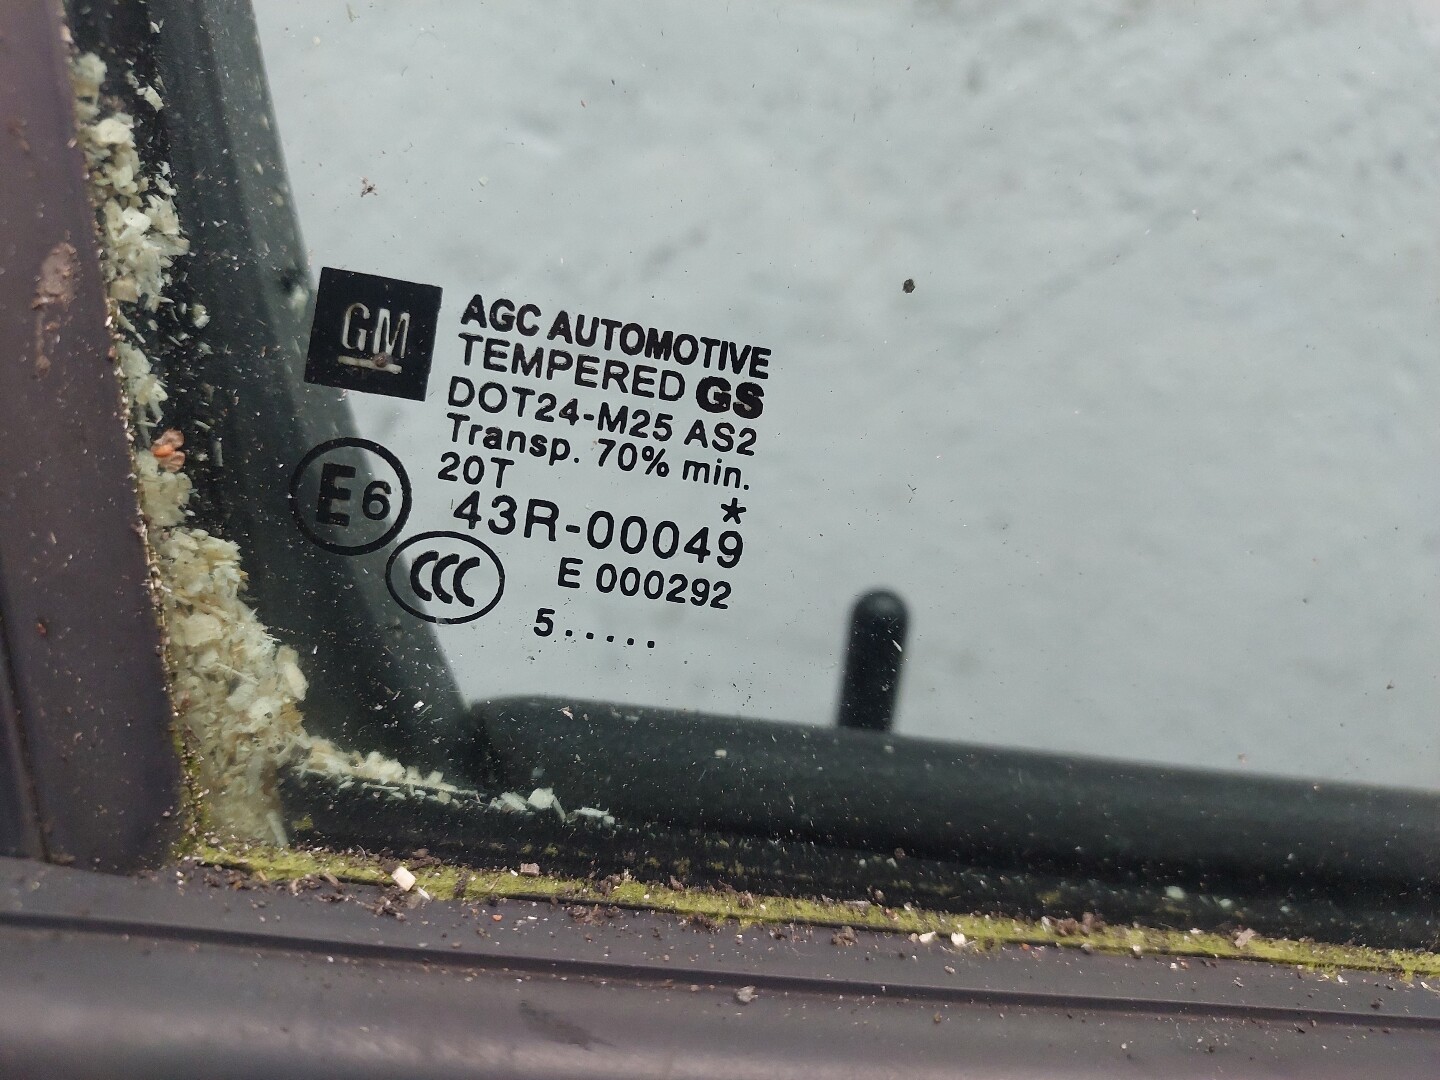 GM
AGC AUTOMOTIVE
TEMPERED GS
DOT24-M25 AS2
Transp. 70% min.
20T *
E6 43R-00049
CCC E 000292
5.....